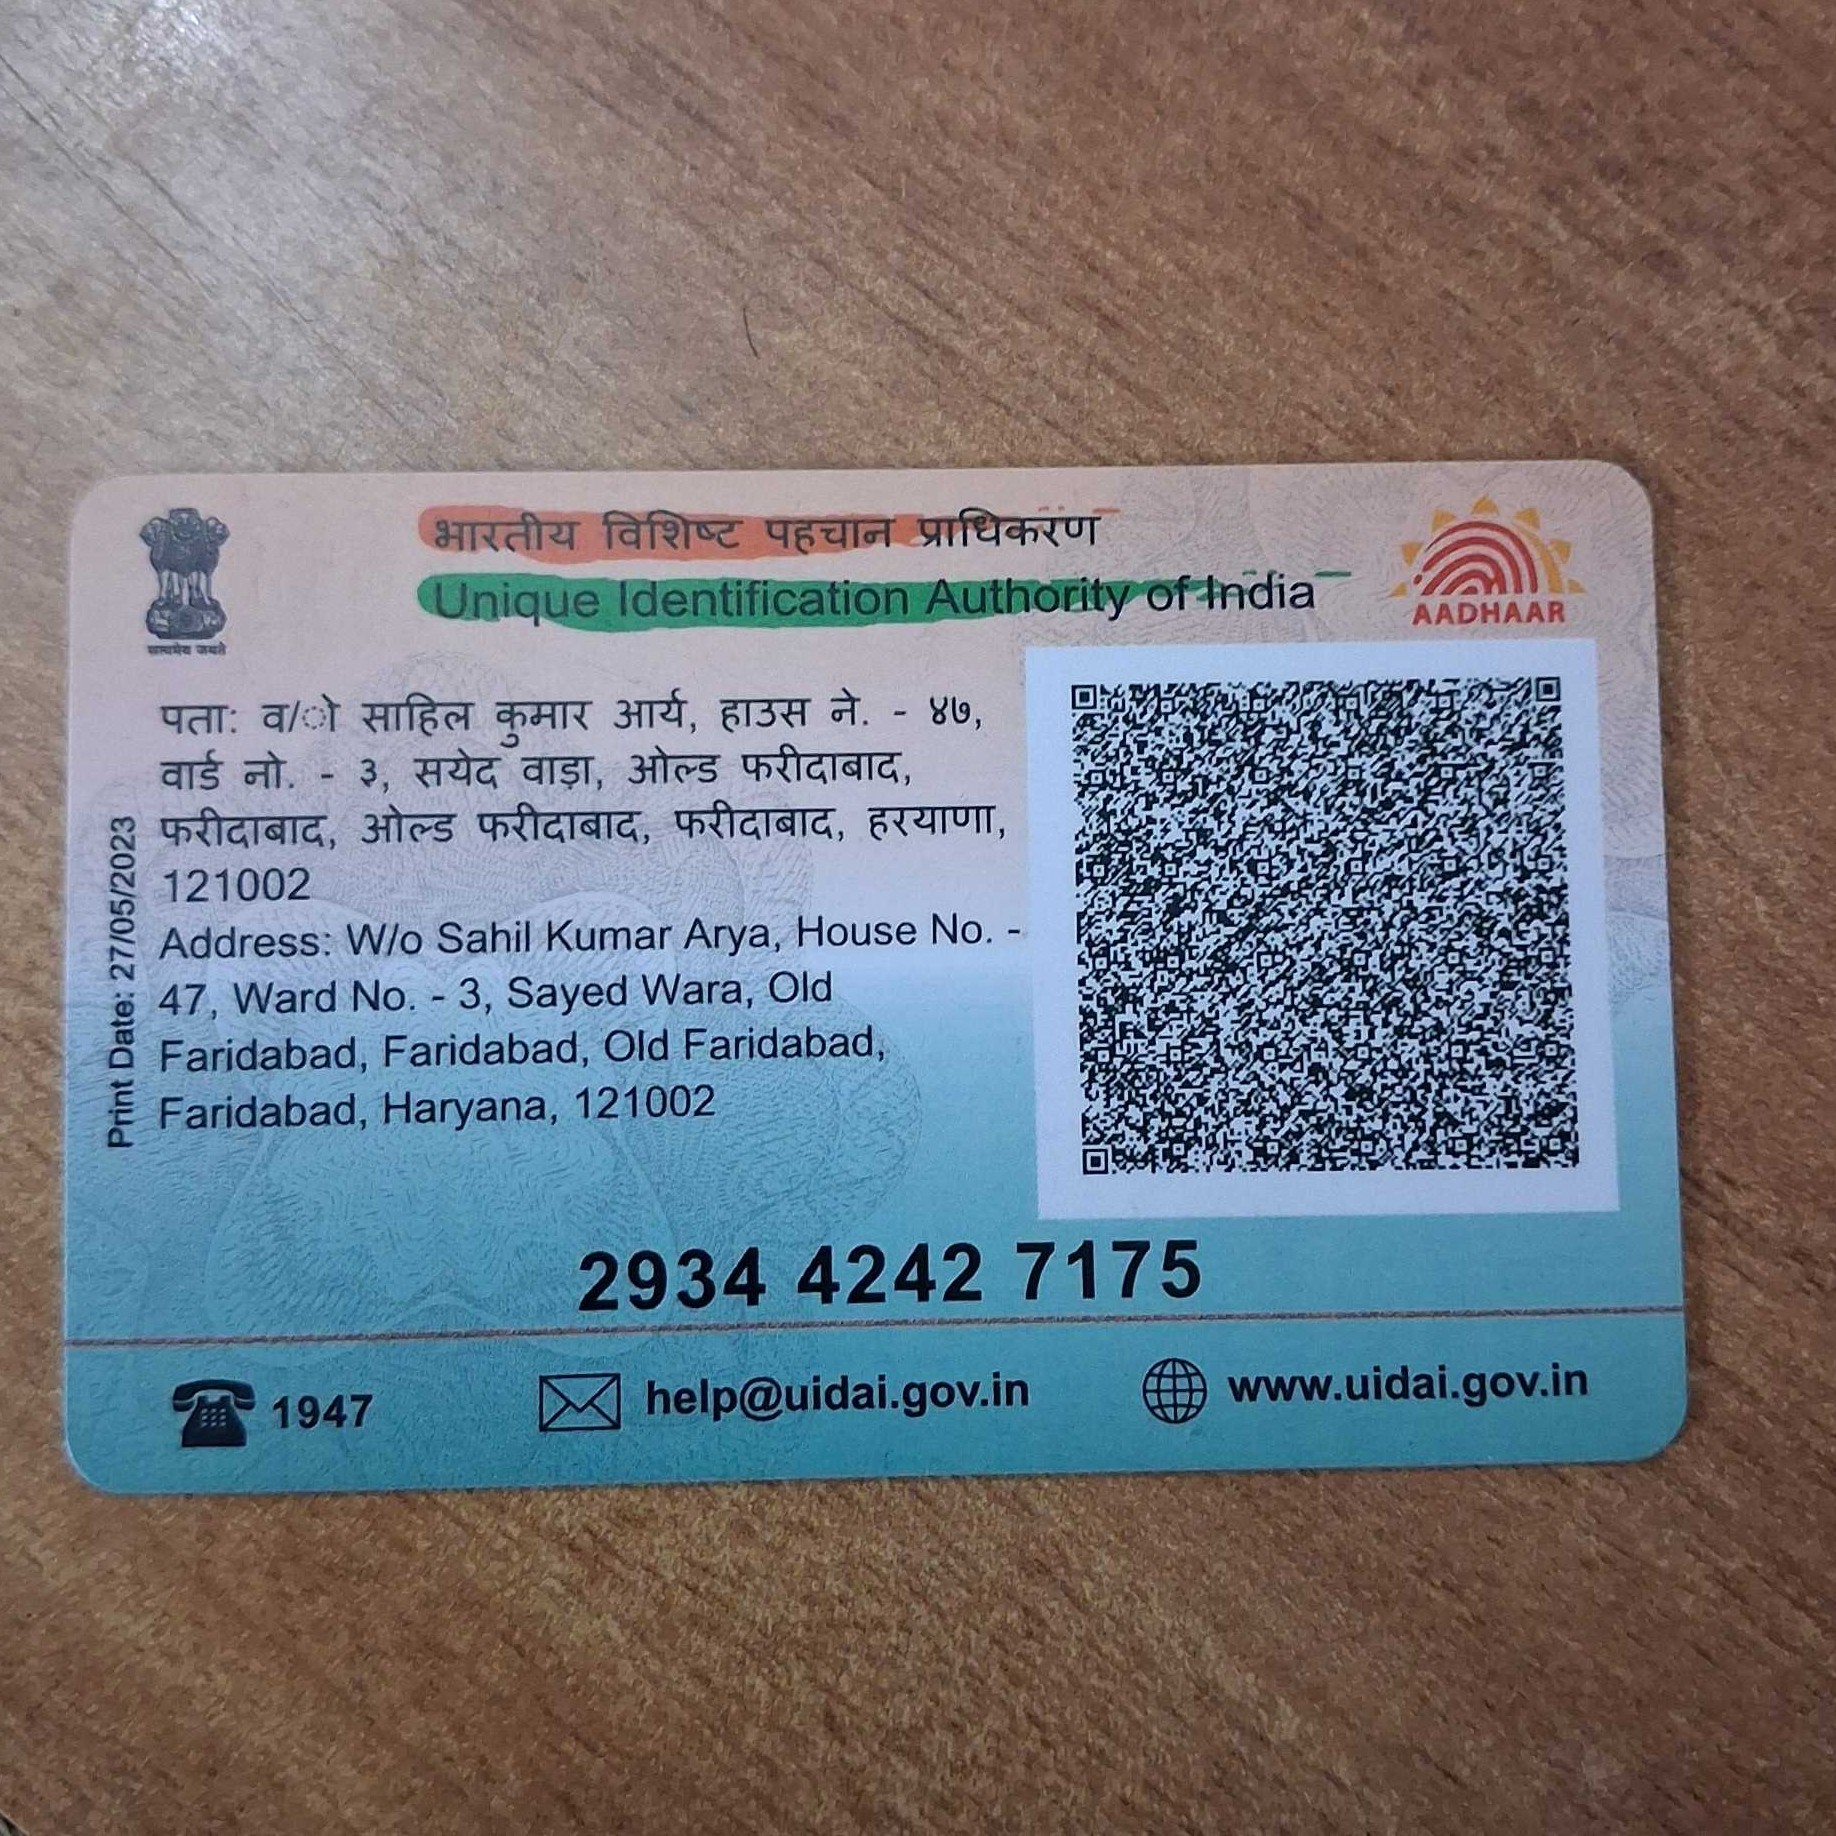 भारतीय विशिष्ट पहचान प्राधिकरण
Unique Identification Authority of India
AADHAAR
सत्यमेव जयते
पता: व/ो साहिल कुमार आर्य, हाउस ने. - ४७,
वार्ड नो. - ३, सयेद वाड़ा, ओल्ड फरीदाबाद,
फरीदाबाद, ओल्ड फरीदाबाद, फरीदाबाद, हरयाणा,
121002
Address: W/o Sahil Kumar Arya, House No. -
47, Ward No. - 3, Sayed Wara, Old
Faridabad, Faridabad, Old Faridabad,
Faridabad, Haryana, 121002
Print Date: 27/05/2023
2934 4242 7175
1947
help@uidai.gov.in
www.uidai.gov.in